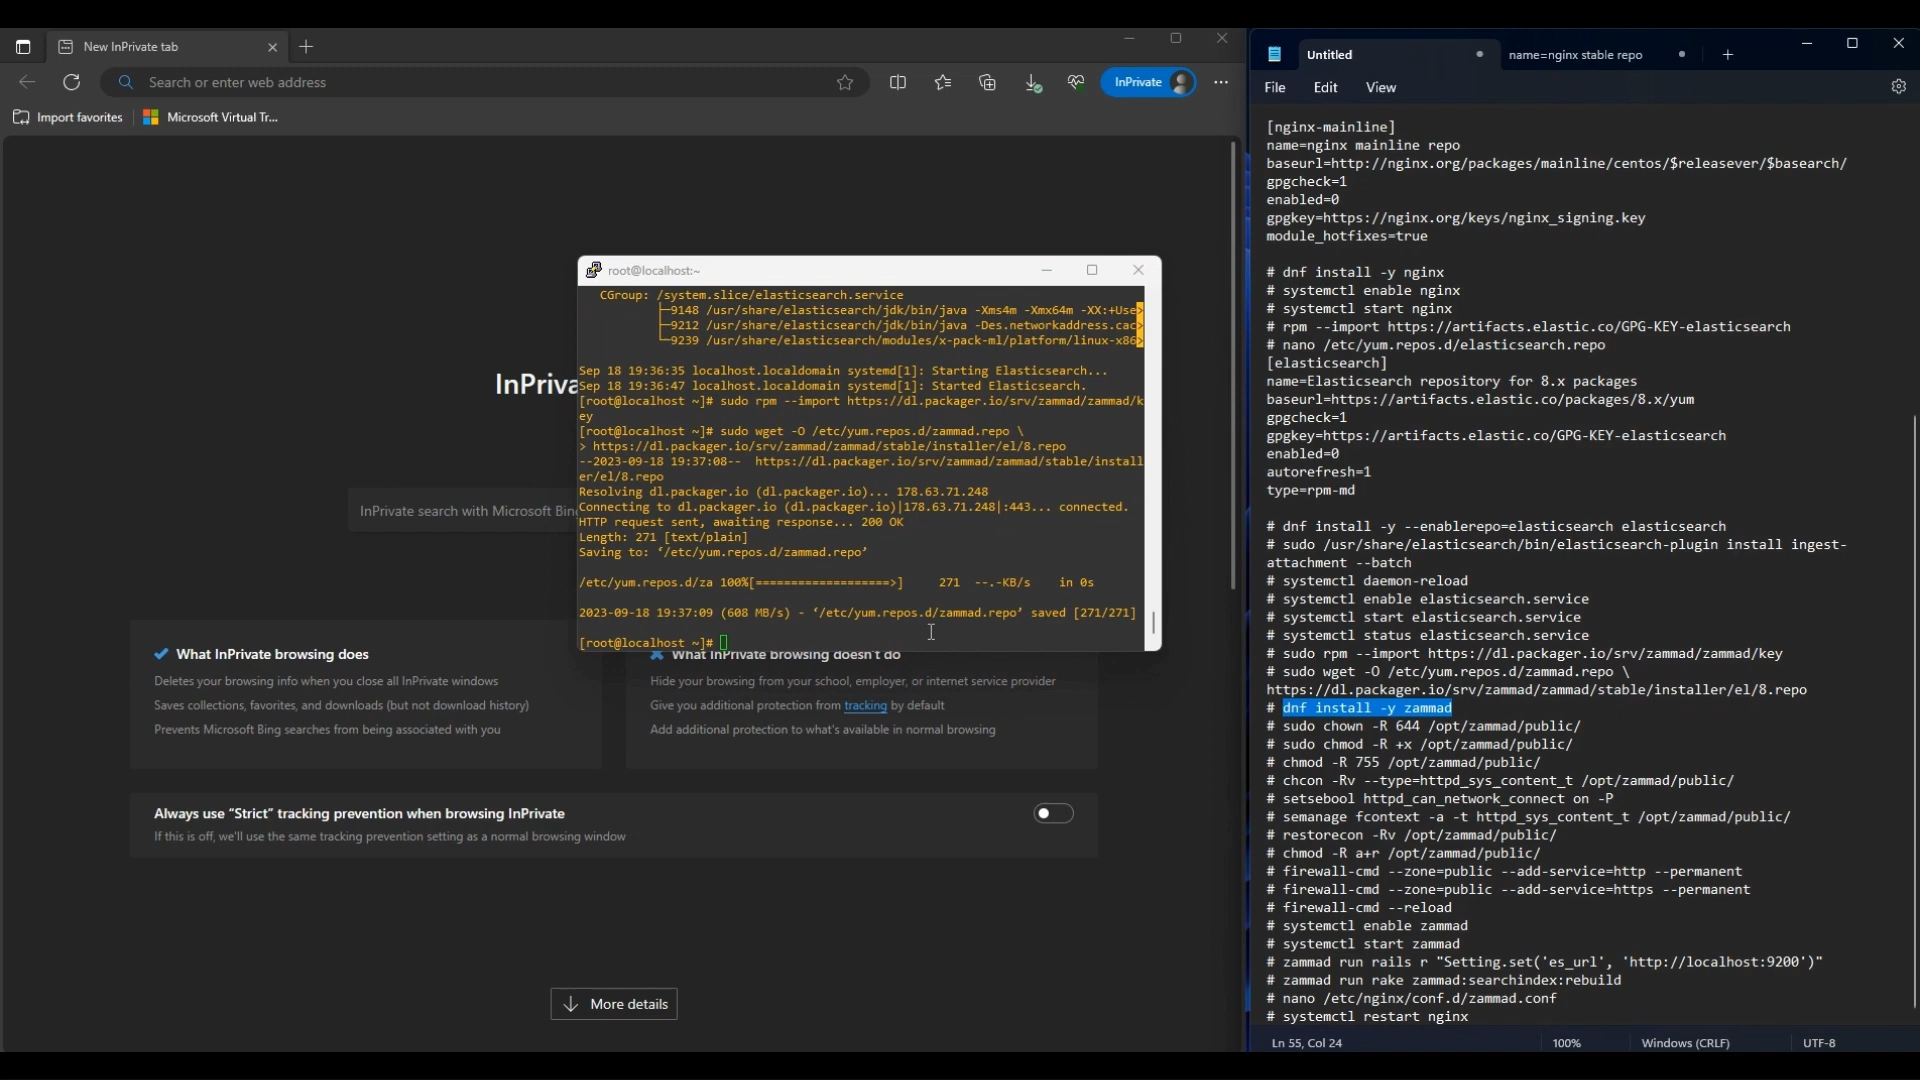 New InPrivate tab
Search or enter web address
InPrivate
Import favorites
Microsoft Virtual Tr...
InPriva
InPrivate search with Microsoft Bin
What InPrivate browsing does
Deletes your browsing info when you close all InPrivate windows
Saves collections, favorites, and downloads (but not download history)
Prevents Microsoft Bing searches from being associated with you
What InPrivate browsing doesn't do
Hide your browsing from your school, employer, or internet service provider
Give you additional protection from tracking by default
Add additional protection to what's available in normal browsing
Always use “Strict” tracking prevention when browsing InPrivate
If this is off, we'll use the same tracking prevention setting as a normal browsing window
More details
root@localhost:~
CGroup: /system.slice/elasticsearch.service
├─9148 /usr/share/elasticsearch/jdk/bin/java -Xms4m -Xmx64m -XX:+Use>
├─9212 /usr/share/elasticsearch/jdk/bin/java -Des.networkaddress.cac>
└─9239 /usr/share/elasticsearch/modules/x-pack-ml/platform/linux-x86>
Sep 18 19:36:35 localhost.localdomain systemd[1]: Starting Elasticsearch...
Sep 18 19:36:47 localhost.localdomain systemd[1]: Started Elasticsearch.
[root@localhost ~]# sudo rpm --import https://dl.packager.io/srv/zammad/zammad/k
ey
[root@localhost ~]# sudo wget -O /etc/yum.repos.d/zammad.repo \
> https://dl.packager.io/srv/zammad/zammad/stable/installer/el/8.repo
--2023-09-18 19:37:08--  https://dl.packager.io/srv/zammad/zammad/stable/install
er/el/8.repo
Resolving dl.packager.io (dl.packager.io)... 178.63.71.248
Connecting to dl.packager.io (dl.packager.io)|178.63.71.248|:443... connected.
HTTP request sent, awaiting response... 200 OK
Length: 271 [text/plain]
Saving to: ‘/etc/yum.repos.d/zammad.repo’
/etc/yum.repos.d/za 100%[===================>]     271  --.-KB/s    in 0s
2023-09-18 19:37:09 (608 MB/s) - ‘/etc/yum.repos.d/zammad.repo’ saved [271/271]
[root@localhost ~]#
Untitled
name=nginx stable repo
File Edit View
[nginx-mainline]
name=nginx mainline repo
baseurl=http://nginx.org/packages/mainline/centos/$releasever/$basearch/
gpgcheck=1
enabled=0
gpgkey=https://nginx.org/keys/nginx_signing.key
module_hotfixes=true
# dnf install -y nginx
# systemctl enable nginx
# systemctl start nginx
# rpm --import https://artifacts.elastic.co/GPG-KEY-elasticsearch
# nano /etc/yum.repos.d/elasticsearch.repo
[elasticsearch]
name=Elasticsearch repository for 8.x packages
baseurl=https://artifacts.elastic.co/packages/8.x/yum
gpgcheck=1
gpgkey=https://artifacts.elastic.co/GPG-KEY-elasticsearch
enabled=0
autorefresh=1
type=rpm-md
# dnf install -y --enablerepo=elasticsearch elasticsearch
# sudo /usr/share/elasticsearch/bin/elasticsearch-plugin install ingest-
attachment --batch
# systemctl daemon-reload
# systemctl enable elasticsearch.service
# systemctl start elasticsearch.service
# systemctl status elasticsearch.service
# sudo rpm --import https://dl.packager.io/srv/zammad/zammad/key
# sudo wget -O /etc/yum.repos.d/zammad.repo \
https://dl.packager.io/srv/zammad/zammad/stable/installer/el/8.repo
# dnf install -y zammad
# sudo chown -R 644 /opt/zammad/public/
# sudo chmod -R +x /opt/zammad/public/
# chmod -R 755 /opt/zammad/public/
# chcon -Rv --type=httpd_sys_content_t /opt/zammad/public/
# setsebool httpd_can_network_connect on -P
# semanage fcontext -a -t httpd_sys_content_t /opt/zammad/public/
# restorecon -Rv /opt/zammad/public/
# chmod -R a+r /opt/zammad/public/
# firewall-cmd --zone=public --add-service=http --permanent
# firewall-cmd --zone=public --add-service=https --permanent
# firewall-cmd --reload
# systemctl enable zammad
# systemctl start zammad
# zammad run rails r "Setting.set('es_url', 'http://localhost:9200')"
# zammad run rake zammad:searchindex:rebuild
# nano /etc/nginx/conf.d/zammad.conf
# systemctl restart nginx
Ln 55, Col 24
100%
Windows (CRLF)
UTF-8